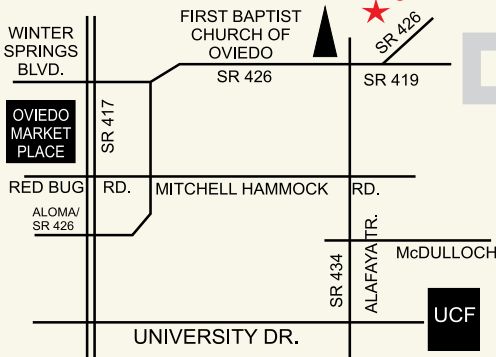 WINTER
SPRINGS
BLVD.
FIRST BAPTIST
CHURCH OF
OVIEDO
SR 426
SR 426
SR 419
OVIEDO
MARKET
PLACE
SR 417
RED BUG RD.
MITCHELL HAMMOCK RD.
ALOMA/
SR 426
SR 434
ALAFAYA TR.
McDULLOCH
UCF
UNIVERSITY DR.